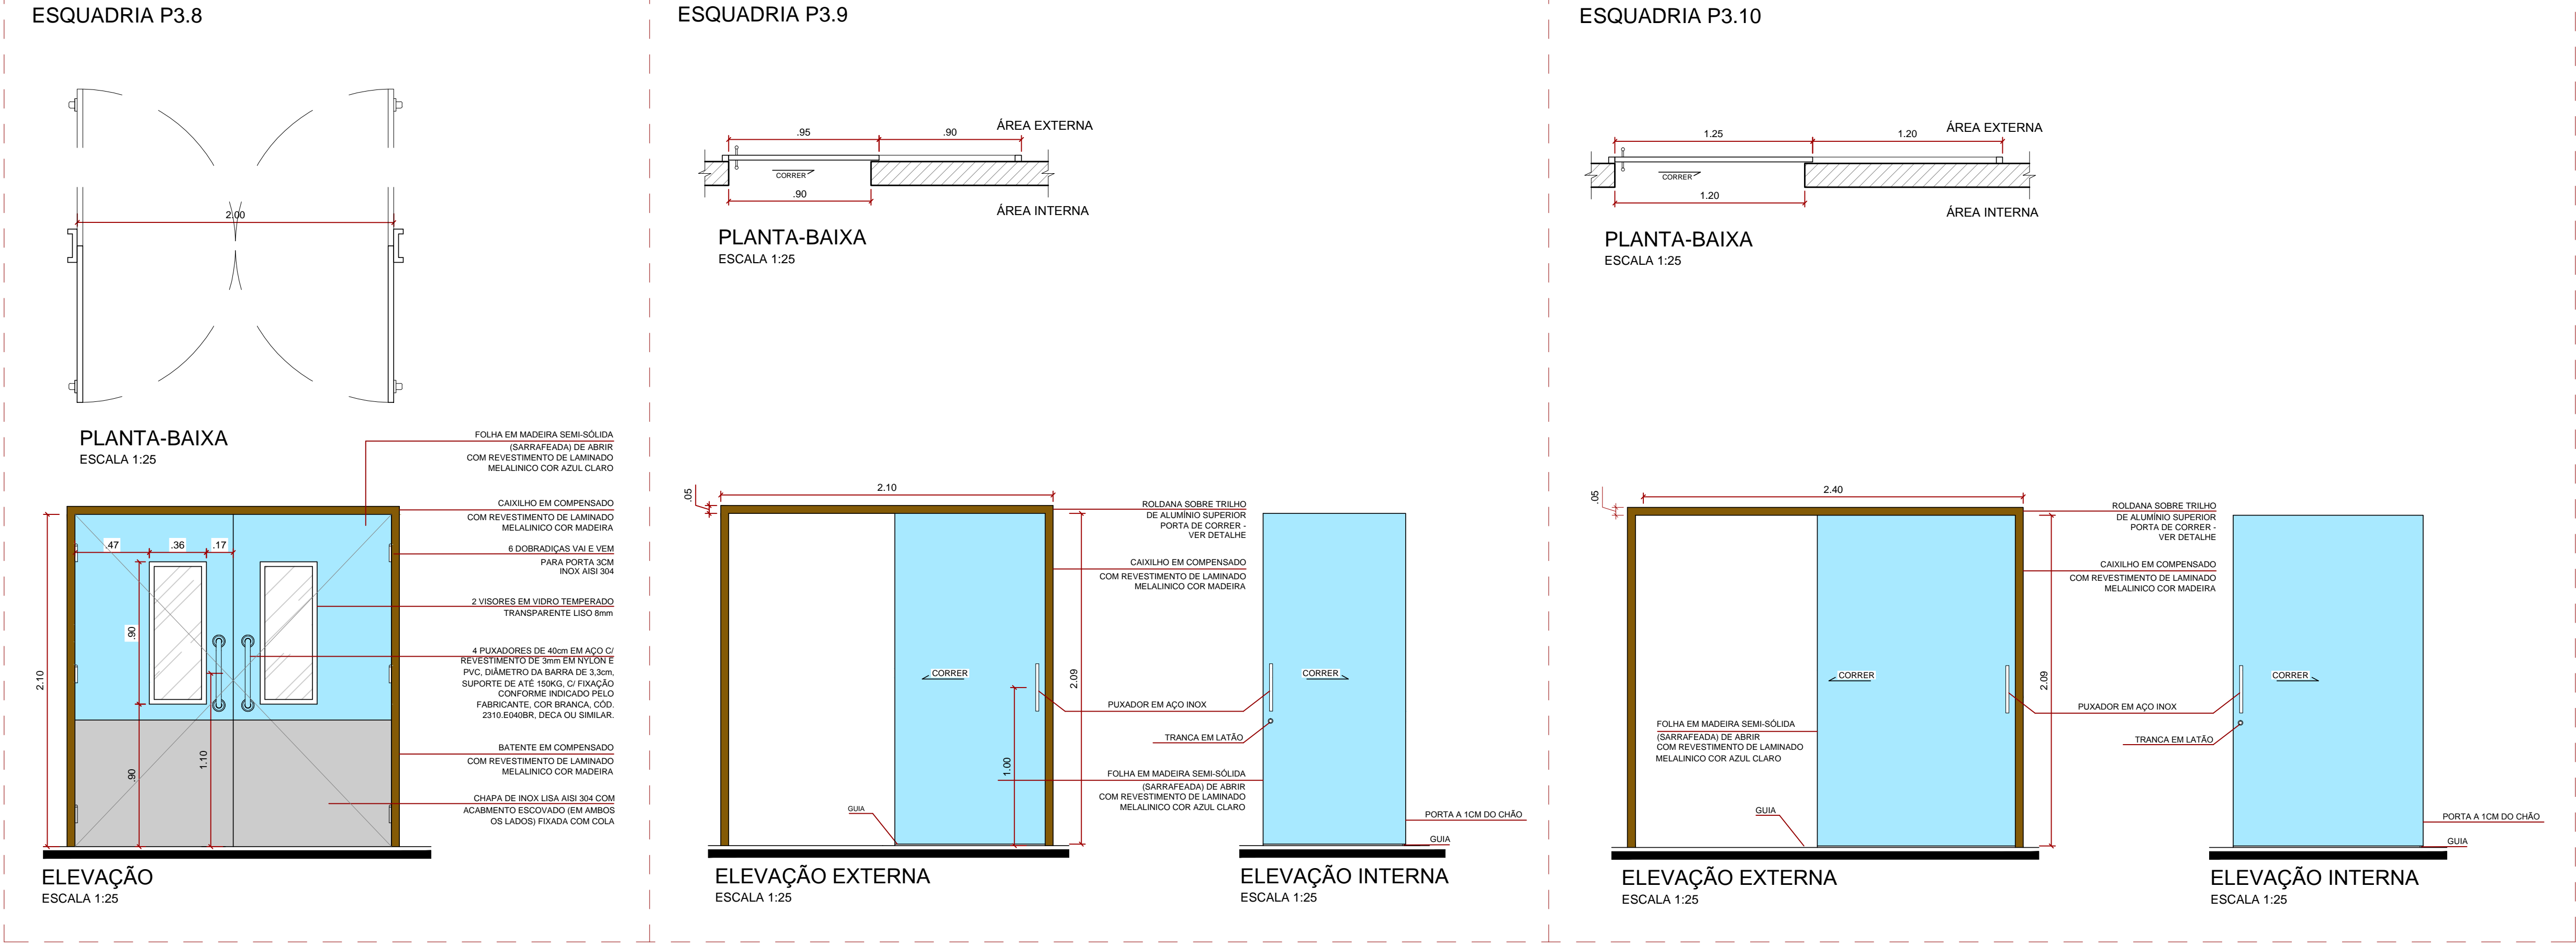 ESQUADRIA P3.8
2.00
PLANTA-BAIXA
ESCALA 1:25
FOLHA EM MADEIRA SEMI-SÓLIDA
(SARRAFEADA) DE ABRIR
COM REVESTIMENTO DE LAMINADO
MELALINICO COR AZUL CLARO
CAIXILHO EM COMPENSADO
COM REVESTIMENTO DE LAMINADO
MELALINICO COR MADEIRA
6 DOBRADIÇAS VAI E VEM
PARA PORTA 3CM
INOX AISI 304
2 VISORES EM VIDRO TEMPERADO
TRANSPARENTE LISO 8mm
4 PUXADORES DE 40cm EM AÇO C/
REVESTIMENTO DE 3mm EM NYLON E
PVC, DIÂMETRO DA BARRA DE 3,3cm,
SUPORTE DE ATÉ 150KG, C/ FIXAÇÃO
CONFORME INDICADO PELO
FABRICANTE, COR BRANCA, CÓD.
2310.E040BR, DECA OU SIMILAR.
BATENTE EM COMPENSADO
COM REVESTIMENTO DE LAMINADO
MELALINICO COR MADEIRA
CHAPA DE INOX LISA AISI 304 COM
ACABMENTO ESCOVADO (EM AMBOS
OS LADOS) FIXADA COM COLA
.47
.36
.17
.90
2.10
.90
1.10
ELEVAÇÃO
ESCALA 1:25
ESQUADRIA P3.9
ÁREA EXTERNA
.95
.90
CORRER
.90
ÁREA INTERNA
PLANTA-BAIXA
ESCALA 1:25
.05
2.10
ROLDANA SOBRE TRILHO
DE ALUMÍNIO SUPERIOR
PORTA DE CORRER -
VER DETALHE
CAIXILHO EM COMPENSADO
COM REVESTIMENTO DE LAMINADO
MELALINICO COR MADEIRA
CORRER
2.09
CORRER
PUXADOR EM AÇO INOX
TRANCA EM LATÃO
1.00
FOLHA EM MADEIRA SEMI-SÓLIDA
(SARRAFEADA) DE ABRIR
COM REVESTIMENTO DE LAMINADO
MELALINICO COR AZUL CLARO
GUIA
PORTA A 1CM DO CHÃO
GUIA
ELEVAÇÃO EXTERNA
ESCALA 1:25
ELEVAÇÃO INTERNA
ESCALA 1:25
ESQUADRIA P3.10
ÁREA EXTERNA
1.25
1.20
CORRER
1.20
ÁREA INTERNA
PLANTA-BAIXA
ESCALA 1:25
.05
2.40
ROLDANA SOBRE TRILHO
DE ALUMÍNIO SUPERIOR
PORTA DE CORRER -
VER DETALHE
CAIXILHO EM COMPENSADO
COM REVESTIMENTO DE LAMINADO
MELALINICO COR MADEIRA
CORRER
2.09
CORRER
PUXADOR EM AÇO INOX
TRANCA EM LATÃO
FOLHA EM MADEIRA SEMI-SÓLIDA
(SARRAFEADA) DE ABRIR
COM REVESTIMENTO DE LAMINADO
MELALINICO COR AZUL CLARO
GUIA
PORTA A 1CM DO CHÃO
GUIA
ELEVAÇÃO EXTERNA
ESCALA 1:25
ELEVAÇÃO INTERNA
ESCALA 1:25